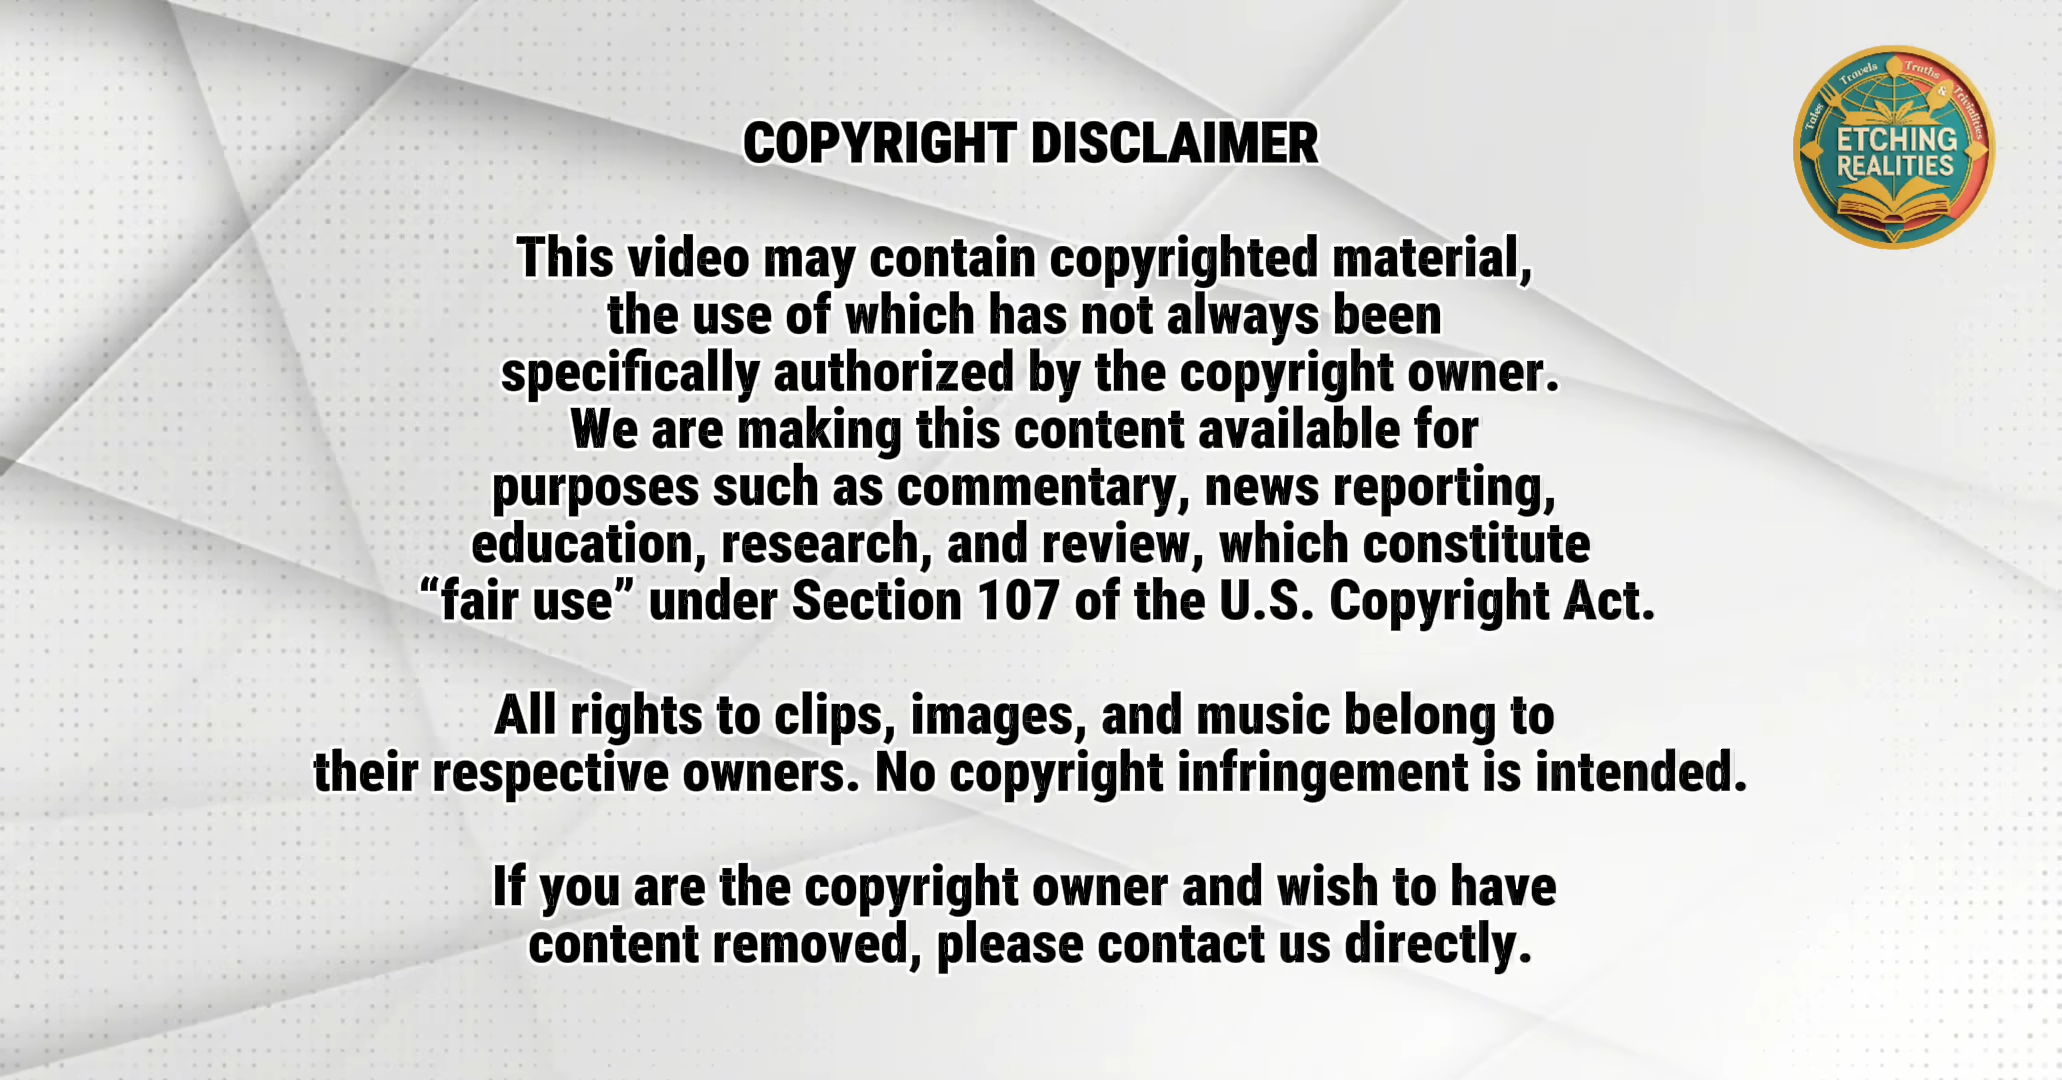 COPYRIGHT DISCLAIMER
This video may contain copyrighted material,
the use of which has not always been
specifically authorized by the copyright owner.
We are making this content available for
purposes such as commentary, news reporting,
education, research, and review, which constitute
“fair use” under Section 107 of the U.S. Copyright Act.
All rights to clips, images, and music belong to
their respective owners. No copyright infringement is intended.
If you are the copyright owner and wish to have
content removed, please contact us directly.
Tales Travels Truths & Trivialities
ETCHING
REALITIES